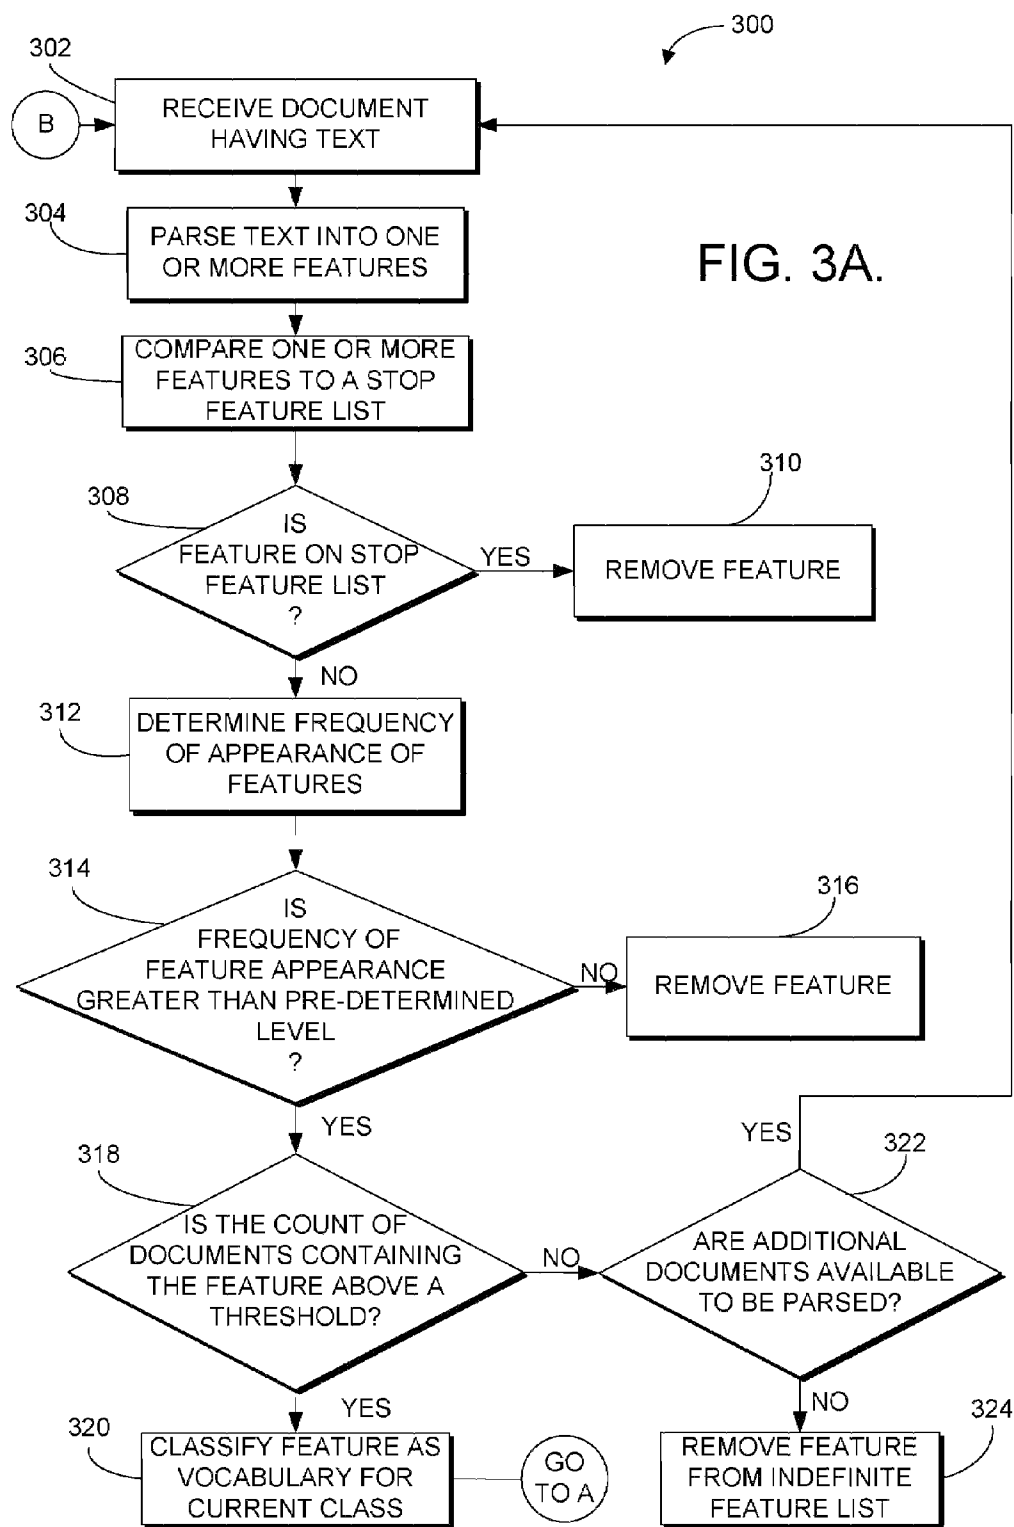 300
302
B
RECEIVE DOCUMENT
HAVING TEXT
304
PARSE TEXT INTO ONE
OR MORE FEATURES
FIG. 3A.
306
COMPARE ONE OR MORE
FEATURES TO A STOP
FEATURE LIST
308
IS
FEATURE ON STOP
FEATURE LIST
?
YES
310
REMOVE FEATURE
NO
312
DETERMINE FREQUENCY
OF APPEARANCE OF
FEATURES
314
IS
FREQUENCY OF
FEATURE APPEARANCE
GREATER THAN PRE-DETERMINED
LEVEL
?
NO
316
REMOVE FEATURE
YES
318
IS THE COUNT OF
DOCUMENTS CONTAINING
THE FEATURE ABOVE A
THRESHOLD?
NO
YES
322
ARE ADDITIONAL
DOCUMENTS AVAILABLE
TO BE PARSED?
YES
320
CLASSIFY FEATURE AS
VOCABULARY FOR
CURRENT CLASS
GO
TO A
NO
324
REMOVE FEATURE
FROM INDEFINITE
FEATURE LIST